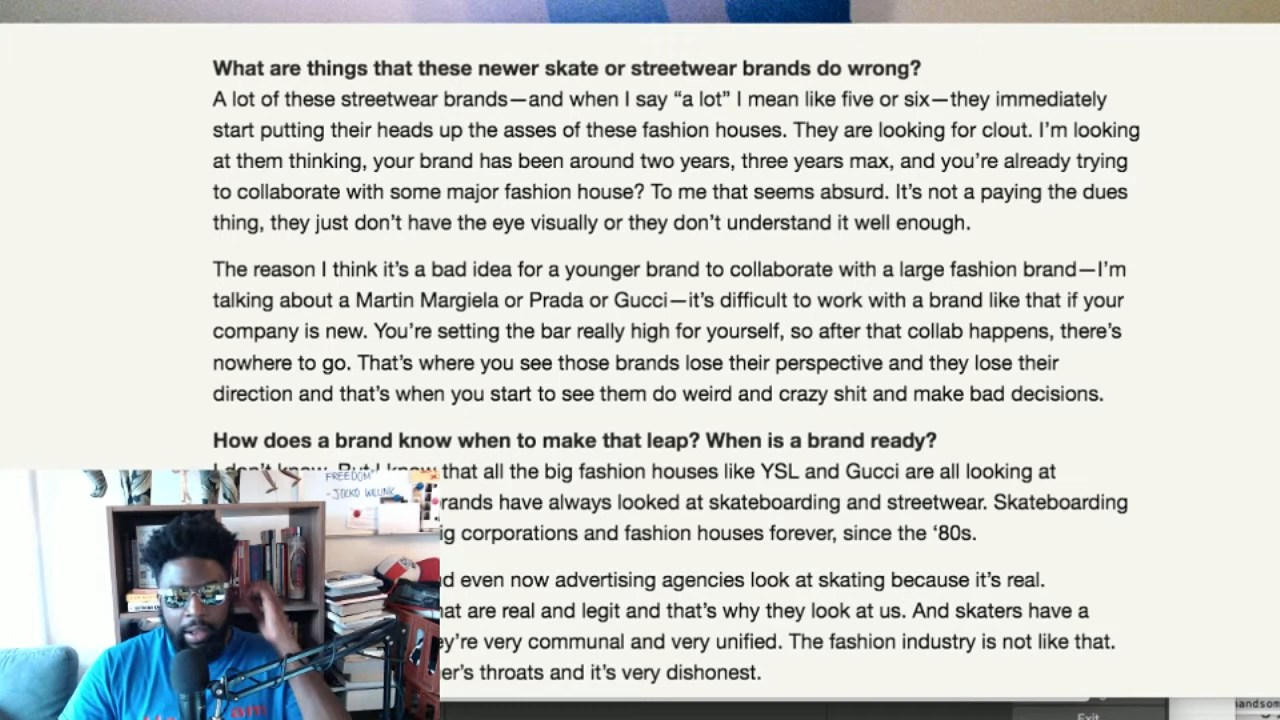 What are things that these newer skate or streetwear brands do wrong?
A lot of these streetwear brands—and when I say “a lot” I mean like five or six—they immediately
start putting their heads up the asses of these fashion houses. They are looking for clout. I’m looking
at them thinking, your brand has been around two years, three years max, and you’re already trying
to collaborate with some major fashion house? To me that seems absurd. It’s not a paying the dues
thing, they just don’t have the eye visually or they don’t understand it well enough.
The reason I think it’s a bad idea for a younger brand to collaborate with a large fashion brand—I’m
talking about a Martin Margiela or Prada or Gucci—it’s difficult to work with a brand like that if your
company is new. You’re setting the bar really high for yourself, so after that collab happens, there’s
nowhere to go. That’s where you see those brands lose their perspective and they lose their
direction and that’s when you start to see them do weird and crazy shit and make bad decisions.
How does a brand know when to make that leap? When is a brand ready?
I don’t know. But I know that all the big fashion houses like YSL and Gucci are all looking at
rands have always looked at skateboarding and streetwear. Skateboarding
ig corporations and fashion houses forever, since the ‘80s.
d even now advertising agencies look at skating because it’s real.
at are real and legit and that’s why they look at us. And skaters have a
ey’re very communal and very unified. The fashion industry is not like that.
er’s throats and it’s very dishonest.
FREEDOM"
-JOCKO WILLINK
Exit